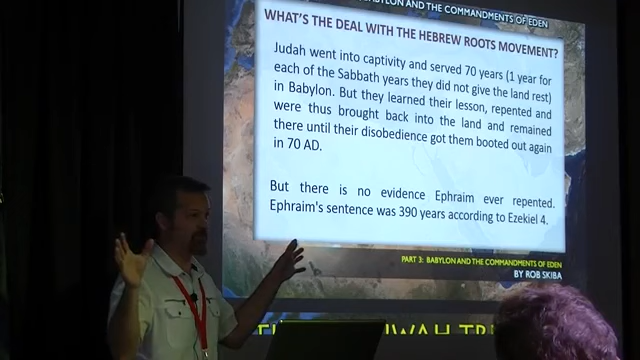 BABYLON AND THE COMMANDMENTS OF EDEN
WHAT'S THE DEAL WITH THE HEBREW ROOTS MOVEMENT?
Judah went into captivity and served 70 years (1 year for
each of the Sabbath years they did not give the land rest)
in Babylon. But they learned their lesson, repented and
were thus brought back into the land and remained
there until their disobedience got them booted out again
in 70 AD.
But there is no evidence Ephraim ever repented.
Ephraim's sentence was 390 years according to Ezekiel 4.
PART 3: BABYLON AND THE COMMANDMENTS OF EDEN
BY ROB SKIBA